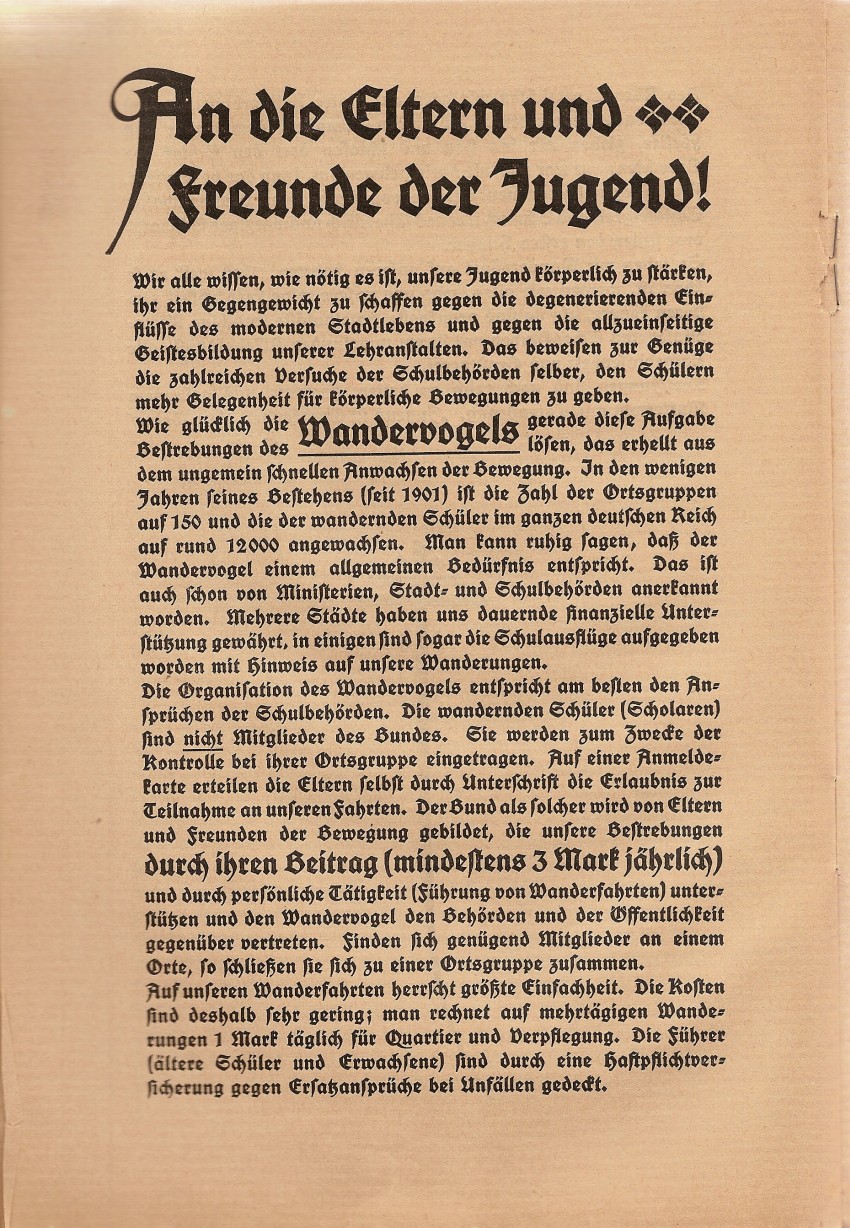 An die Eltern und
Freunde der Jugend!
Wir alle wissen, wie nötig es ist, unsere Jugend körperlich zu stärken,
ihr ein Gegengewicht zu schaffen gegen die degenerierenden Ein-
flüsse des modernen Stadtlebens und gegen die allzueinseitige
Geistesbildung unserer Lehranstalten. Das beweisen zur Genüge
die zahlreichen Versuche der Schulbehörden selber, den Schülern
mehr Gelegenheit für körperliche Bewegungen zu geben.
Wie glücklich die Bestrebungen des Wandervogels gerade diese Aufgabe
lösen, das erhellt aus
dem ungemein schnellen Anwachsen der Bewegung. In den wenigen
Jahren seines Bestehens (seit 1901) ist die Zahl der Ortsgruppen
auf 150 und die der wandernden Schüler im ganzen deutschen Reich
auf rund 12000 angewachsen. Man kann ruhig sagen, daß der
Wandervogel einem allgemeinen Bedürfnis entspricht. Das ist
auch schon von Ministerien, Stadt- und Schulbehörden anerkannt
worden. Mehrere Städte haben uns dauernde finanzielle Unter-
stützung gewährt, in einigen sind sogar die Schulausflüge aufgegeben
worden mit Hinweis auf unsere Wanderungen.
Die Organisation des Wandervogels entspricht am besten den An-
sprüchen der Schulbehörden. Die wandernden Schüler (Scholaren)
sind nicht Mitglieder des Bundes. Sie werden zum Zwecke der
Kontrolle bei ihrer Ortsgruppe eingetragen. Auf einer Anmelde-
karte erteilen die Eltern selbst durch Unterschrift die Erlaubnis zur
Teilnahme an unseren Fahrten. Der Bund als solcher wird von Eltern
und Freunden der Bewegung gebildet, die unsere Bestrebungen
durch ihren Beitrag (mindestens 3 Mark jährlich)
und durch persönliche Tätigkeit (Führung von Wanderfahrten) unter-
stützen und den Wandervogel den Behörden und der Öffentlichkeit
gegenüber vertreten. Finden sich genügend Mitglieder an einem
Orte, so schließen sie sich zu einer Ortsgruppe zusammen.
Auf unseren Wanderfahrten herrscht größte Einfachheit. Die Kosten
sind deshalb sehr gering; man rechnet auf mehrtägigen Wande-
rungen 1 Mark täglich für Quartier und Verpflegung. Die Führer
(ältere Schüler und Erwachsene) sind durch eine Haftpflichtver-
sicherung gegen Ersatzansprüche bei Unfällen gedeckt.